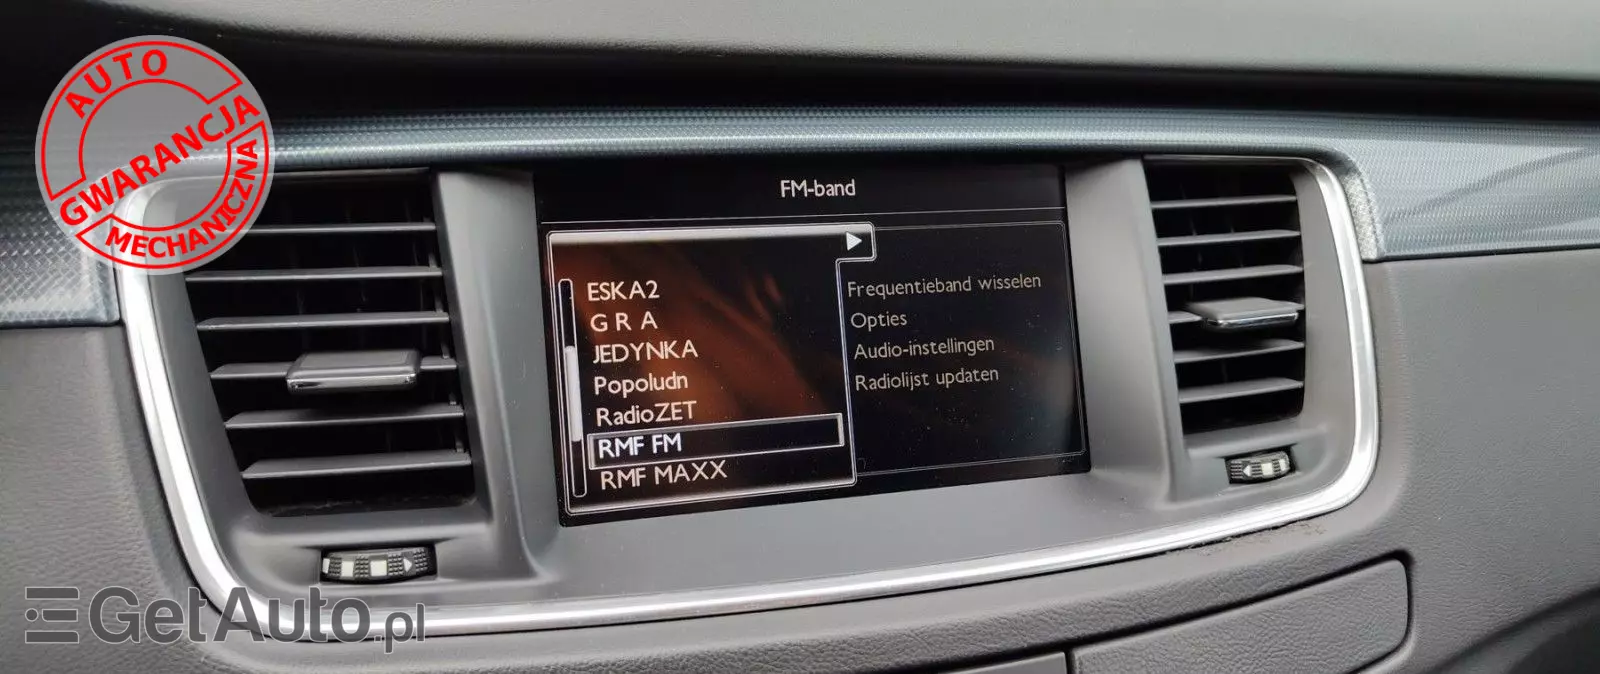 AUTO
GWARANCJA
MECHANICZNA
FM-band
ESKA2
G R A
JEDYNKA
Popoludn
RadioZET
RMF FM
RMF MAXX
Frequentieband wisselen
Opties
Audio-instellingen
Radiolijst updaten
GetAuto.pl